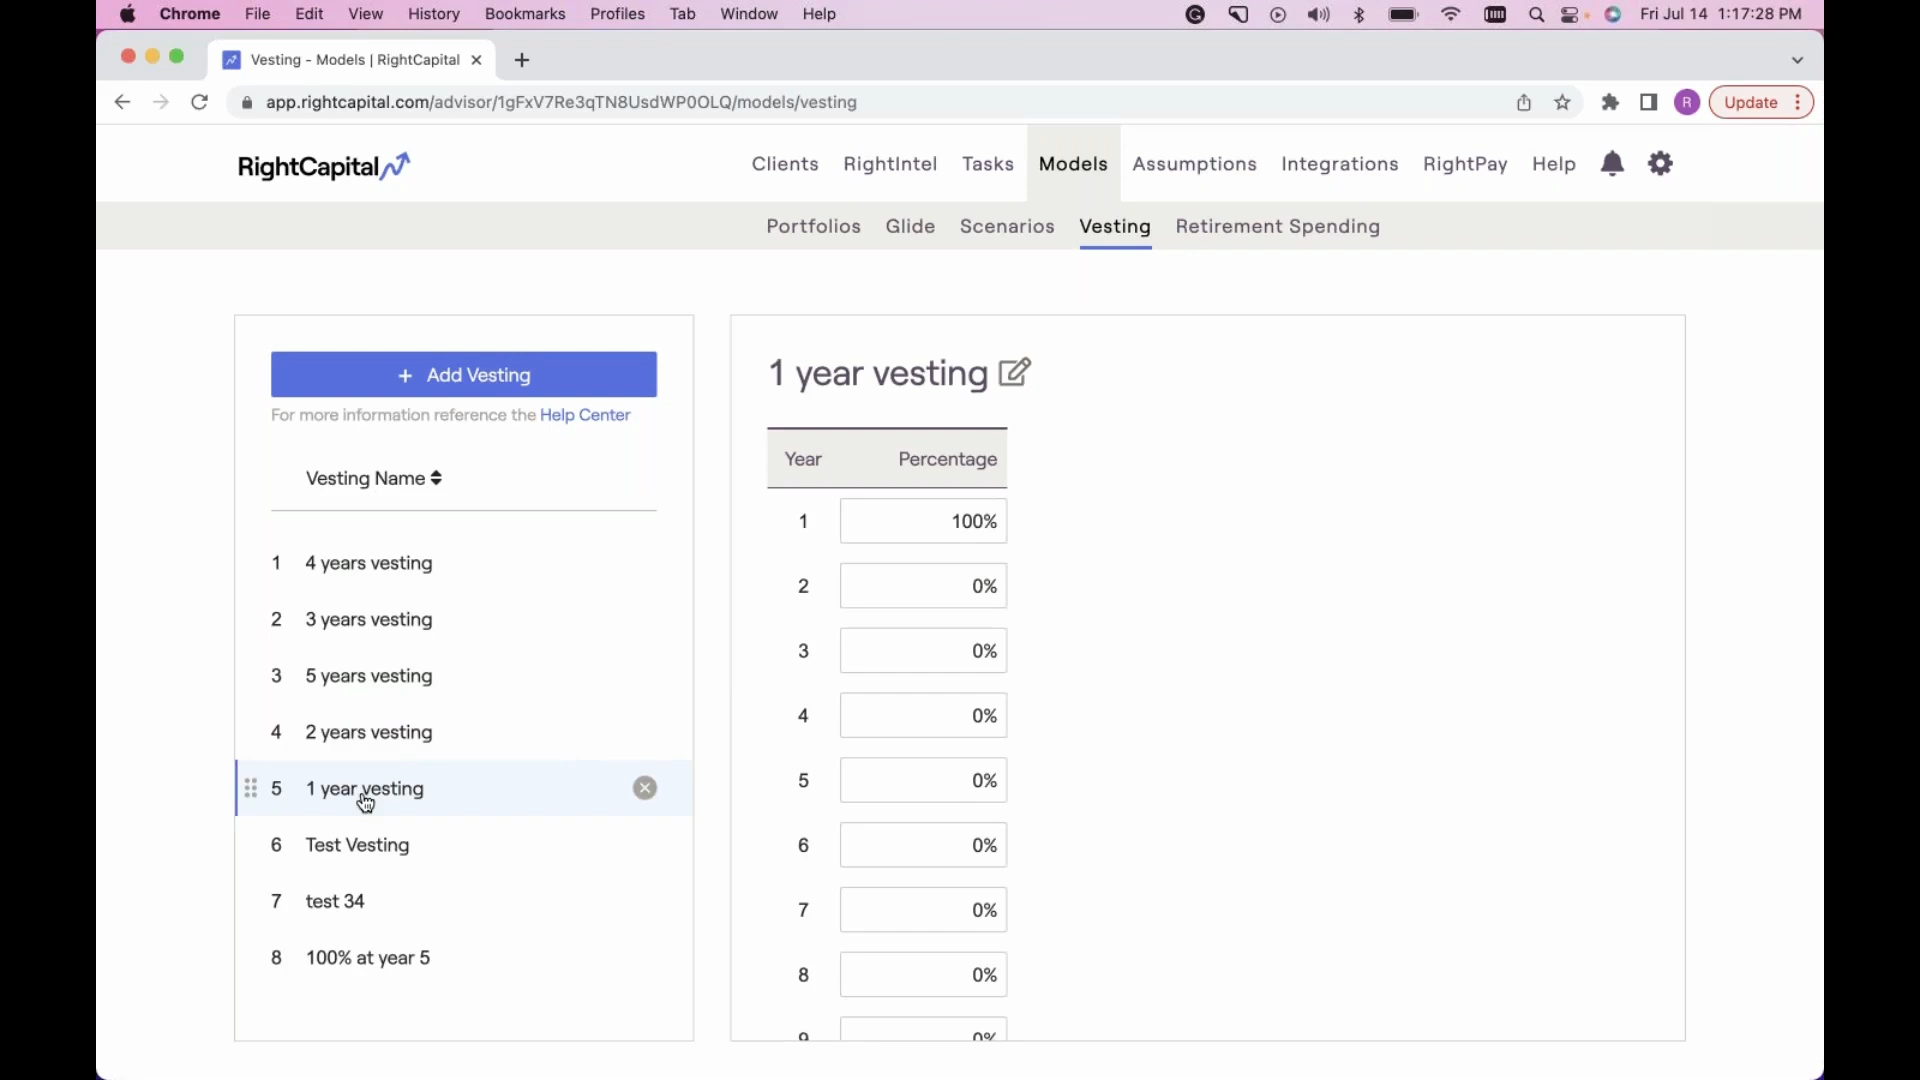 Chrome File Edit View History Bookmarks Profiles Tab Window Help Fri Jul 14 1:17:28 PM
Vesting - Models | RightCapital
app.rightcapital.com/advisor/1gFxV7Re3qTN8UsdWP0OLQ/models/vesting R Update
RightCapital Clients RightIntel Tasks Models Assumptions Integrations RightPay Help
Portfolios Glide Scenarios Vesting Retirement Spending
+ Add Vesting
For more information reference the Help Center
Vesting Name
1 4 years vesting
2 3 years vesting
3 5 years vesting
4 2 years vesting
5 1 year vesting
6 Test Vesting
7 test 34
8 100% at year 5
1 year vesting
Year Percentage
1 100%
2 0%
3 0%
4 0%
5 0%
6 0%
7 0%
8 0%
9 0%